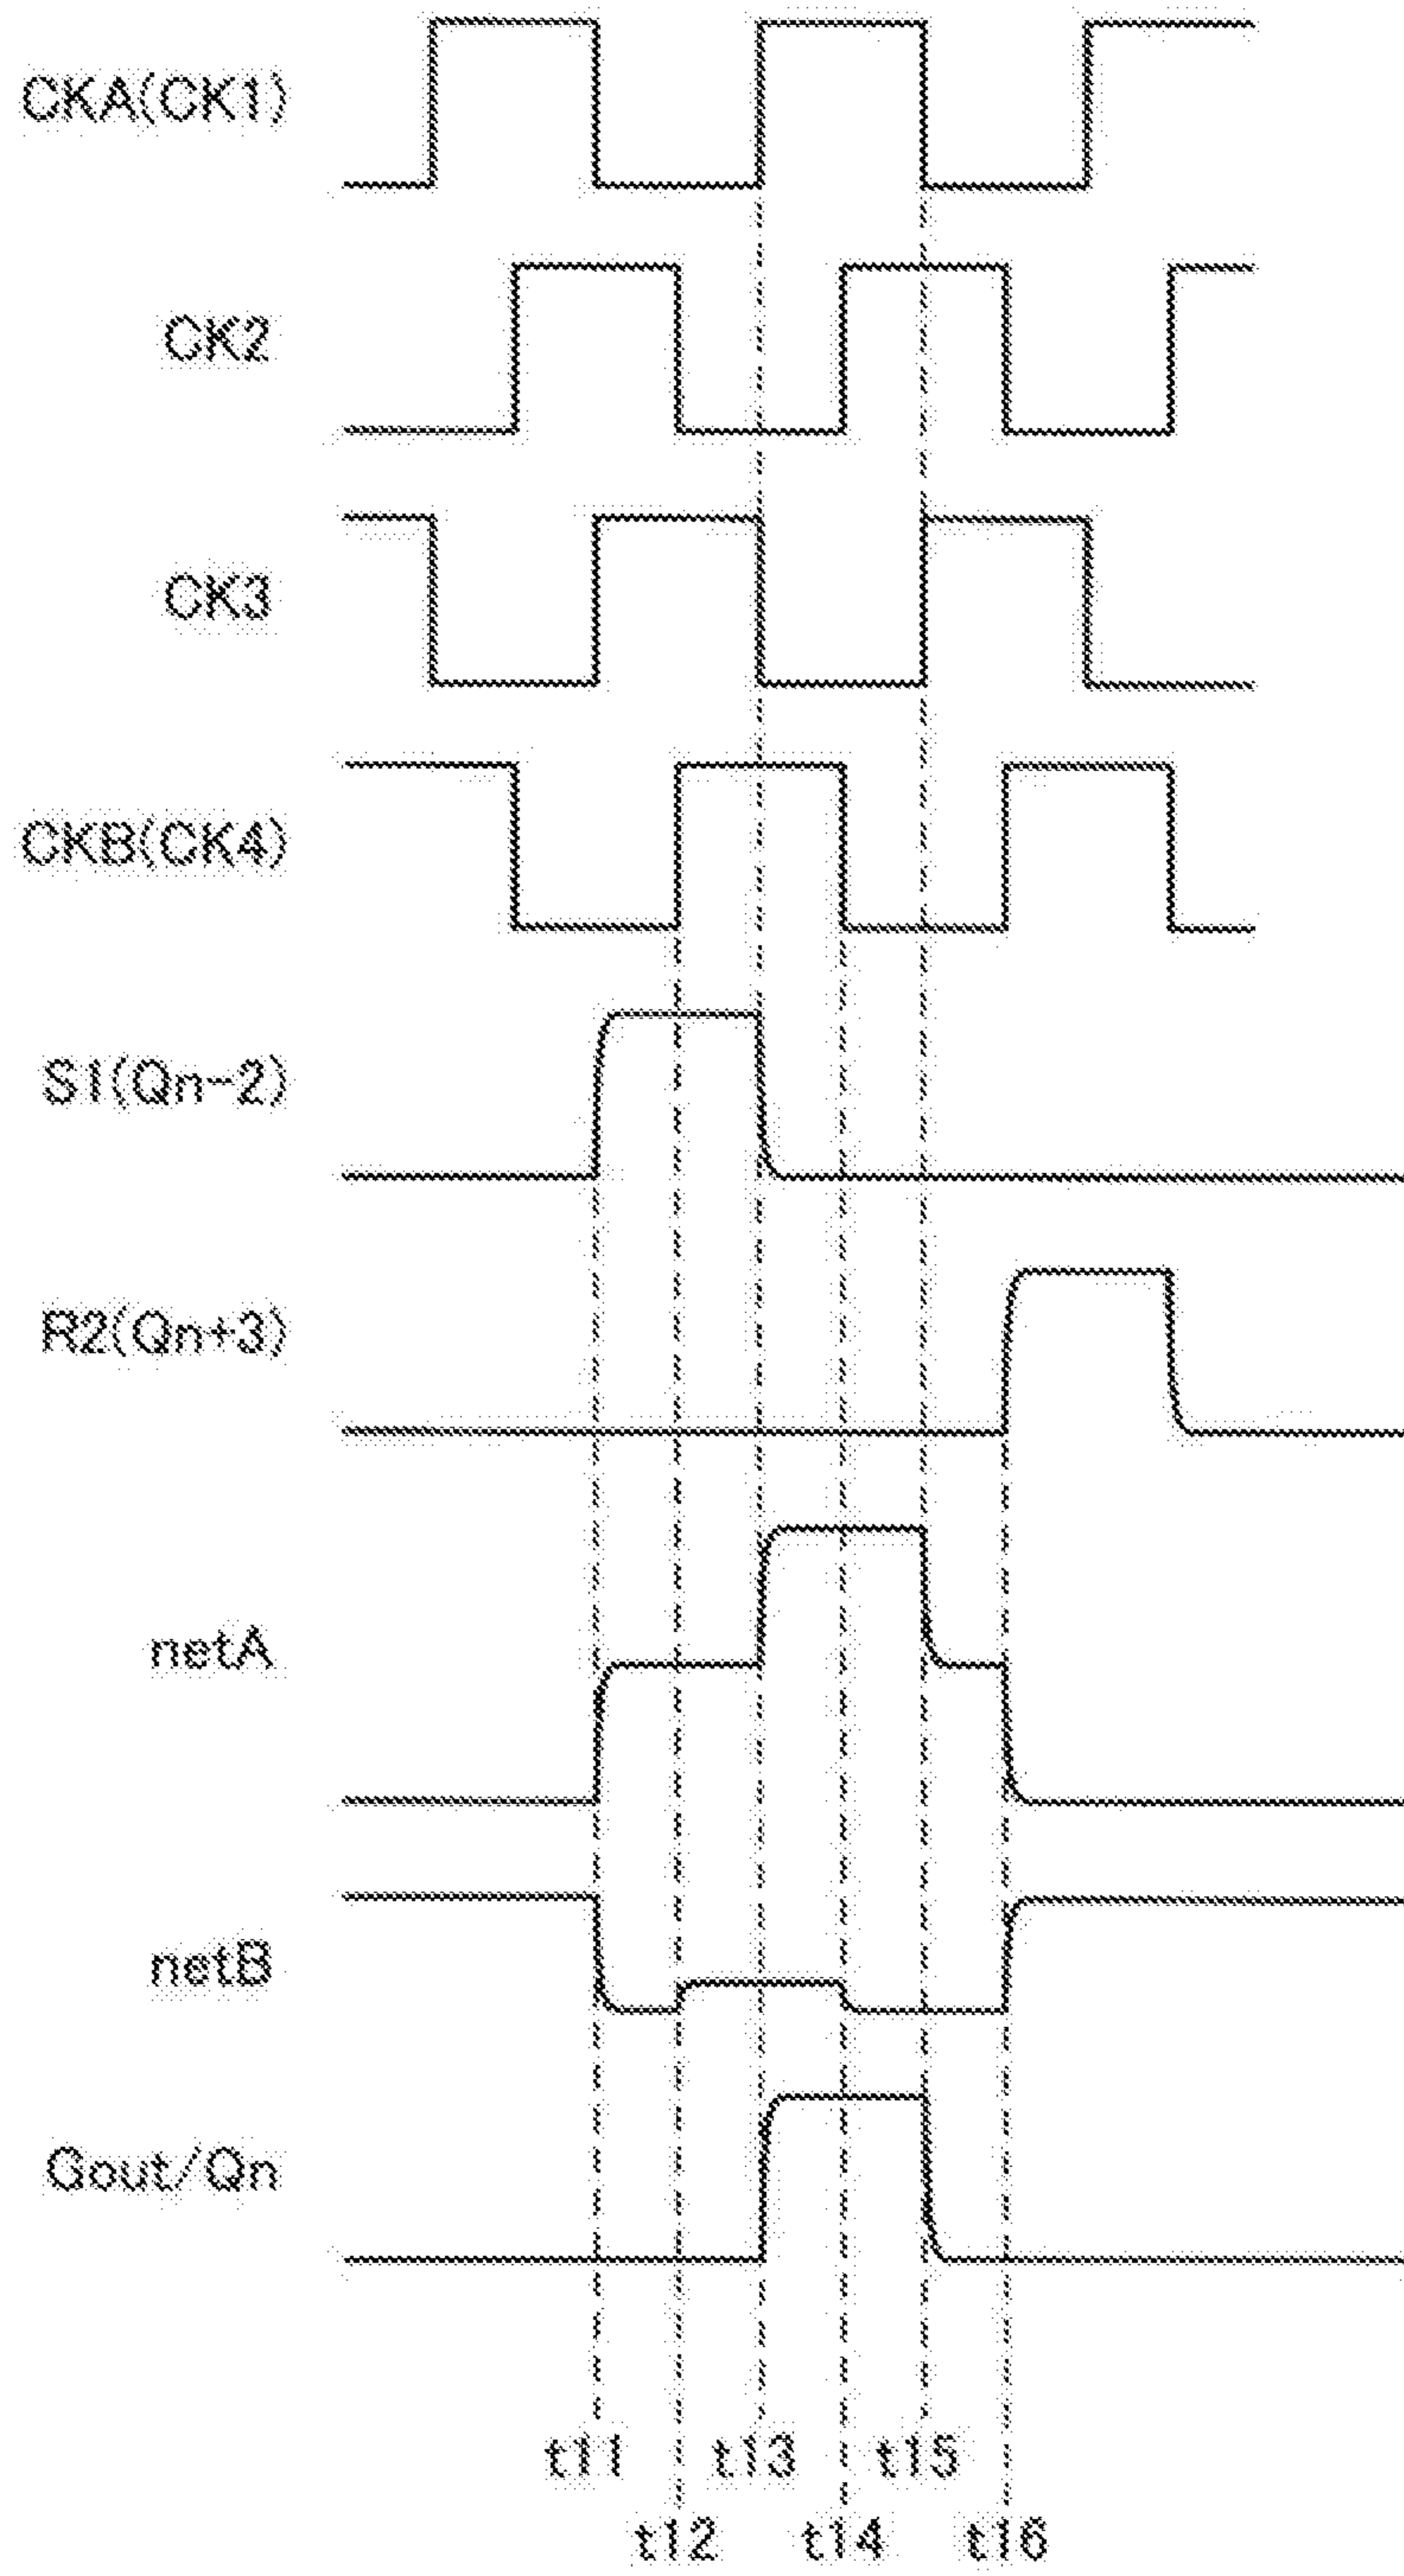 CKA(CK1)
CK2
CK3
CKB(CK4)
S1(Qn-2)
R2(Qn+3)
netA
netB
Gout/Qn
t11 t13 t15
t12 t14 t16